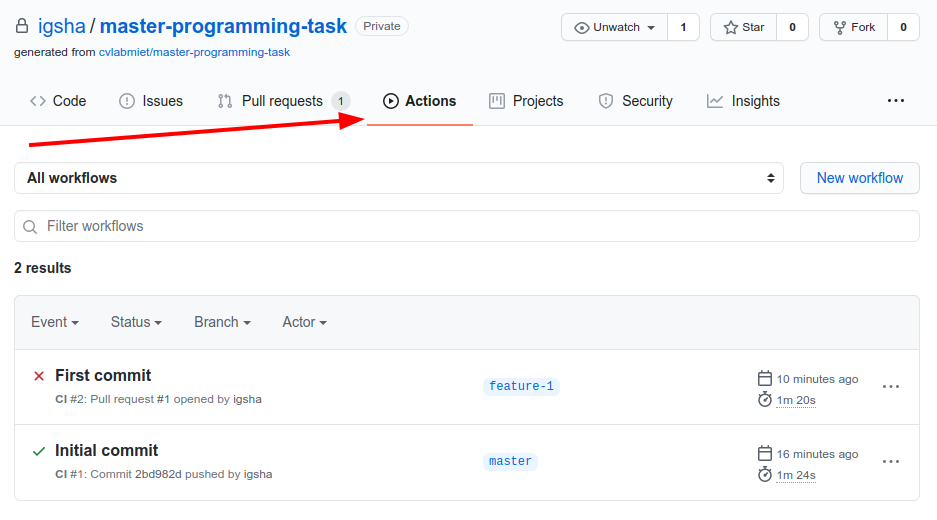 igsha / master-programming-task Private Unwatch 1 Star 0 Fork 0
generated from cvlabmiet/master-programming-task
Code Issues Pull requests 1 Actions Projects Security Insights
All workflows New workflow
Filter workflows
2 results
Event Status Branch Actor
First commit feature-1 10 minutes ago
CI #2: Pull request #1 opened by igsha 1m 20s
Initial commit master 16 minutes ago
CI #1: Commit 2bd982d pushed by igsha 1m 24s